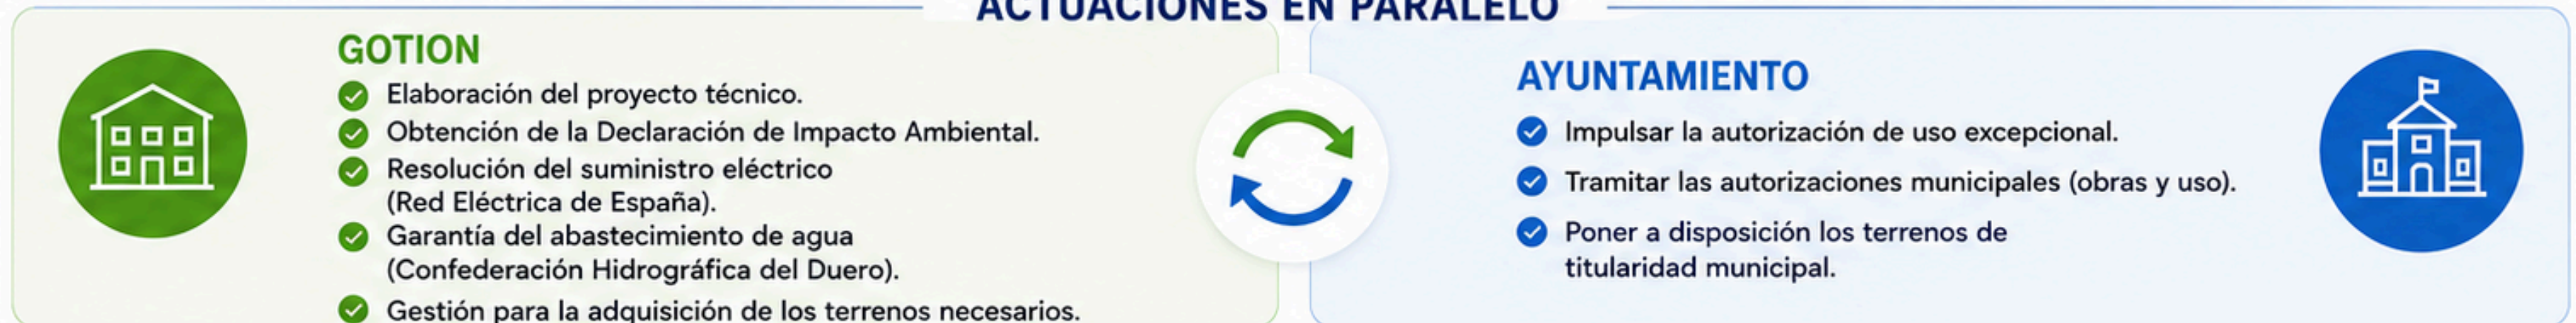 ACTUACIONES EN PARALELO
GOTION
Elaboración del proyecto técnico.
Obtención de la Declaración de Impacto Ambiental.
Resolución del suministro eléctrico
(Red Eléctrica de España).
Garantía del abastecimiento de agua
(Confederación Hidrográfica del Duero).
Gestión para la adquisición de los terrenos necesarios.
AYUNTAMIENTO
Impulsar la autorización de uso excepcional.
Tramitar las autorizaciones municipales (obras y uso).
Poner a disposición los terrenos de
titularidad municipal.